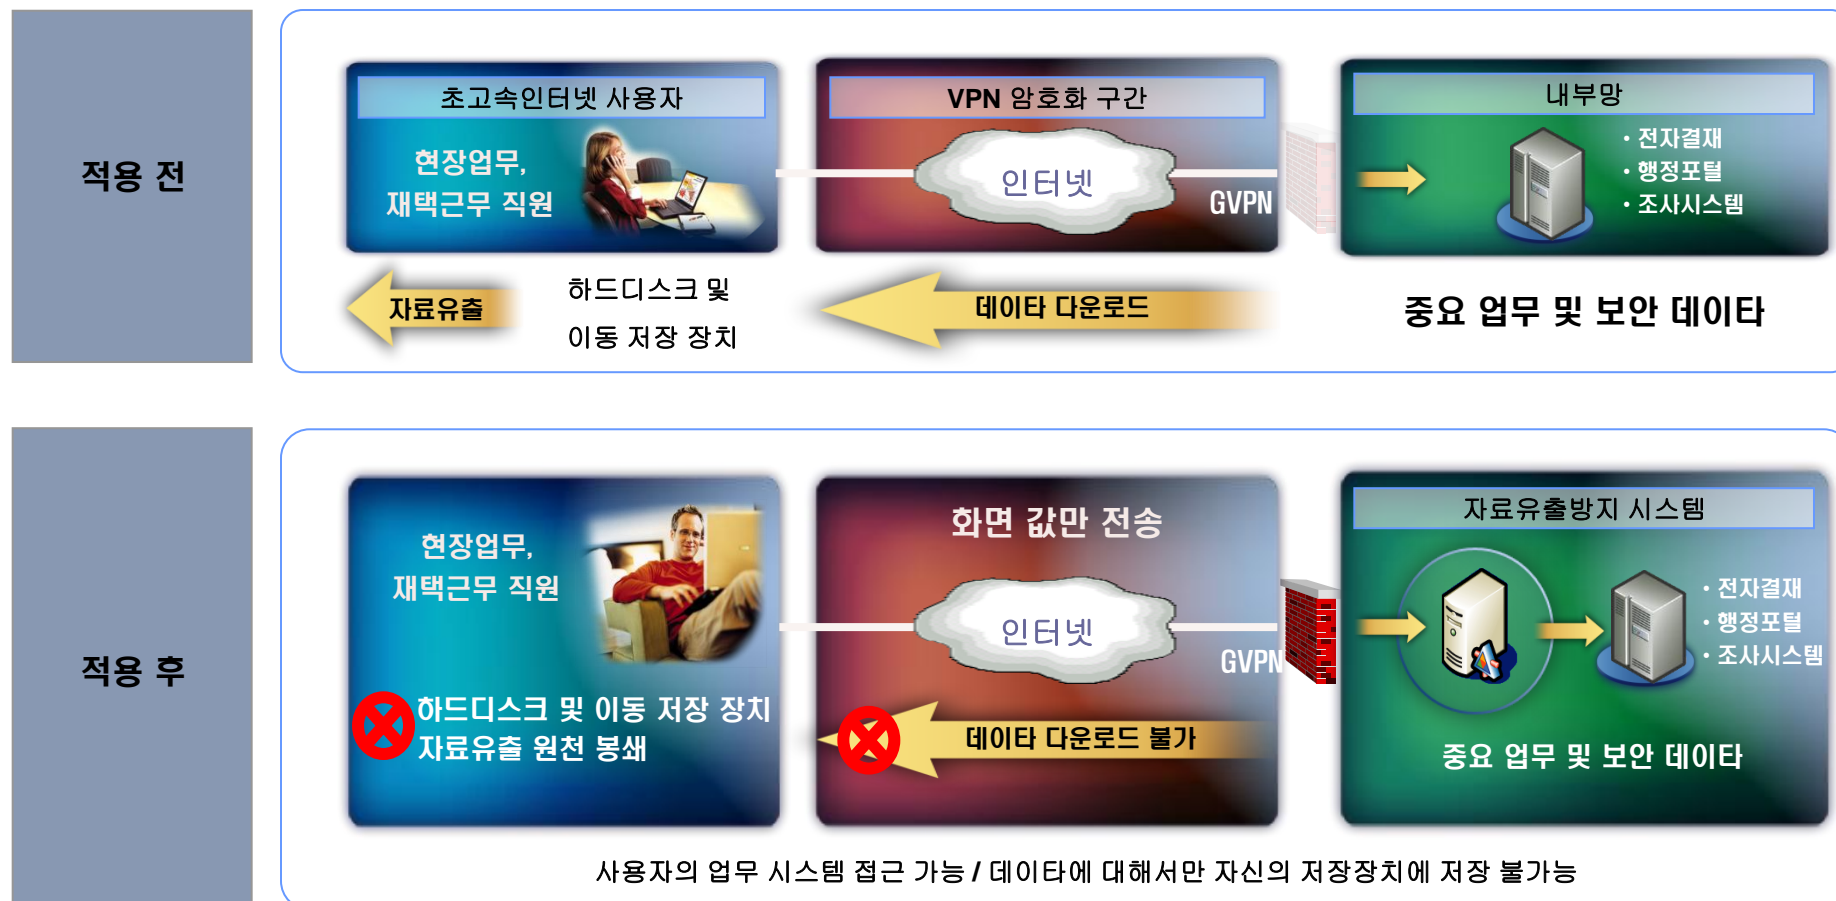 적용 전
초고속인터넷 사용자
현장업무,
재택근무 직원
VPN 암호화 구간
인터넷
GVPN
내부망
· 전자결재
· 행정포털
· 조사시스템
자료유출
하드디스크 및
이동 저장 장치
데이타 다운로드
중요 업무 및 보안 데이타
적용 후
현장업무,
재택근무 직원
하드디스크 및 이동 저장 장치
자료유출 원천 봉쇄
화면 값만 전송
인터넷
GVPN
데이타 다운로드 불가
자료유출방지 시스템
· 전자결재
· 행정포털
· 조사시스템
중요 업무 및 보안 데이타
사용자의 업무 시스템 접근 가능 / 데이타에 대해서만 자신의 저장장치에 저장 불가능